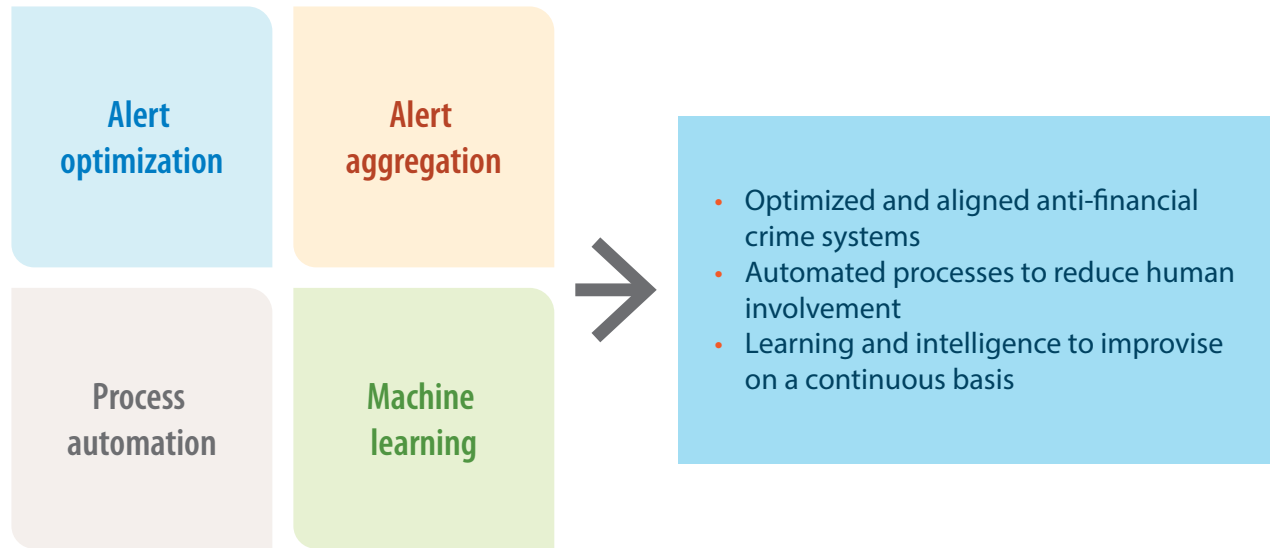 Alert
optimization
Alert
aggregation
Process
automation
Machine
learning
• Optimized and aligned anti-financial
crime systems
• Automated processes to reduce human
involvement
• Learning and intelligence to improvise
on a continuous basis